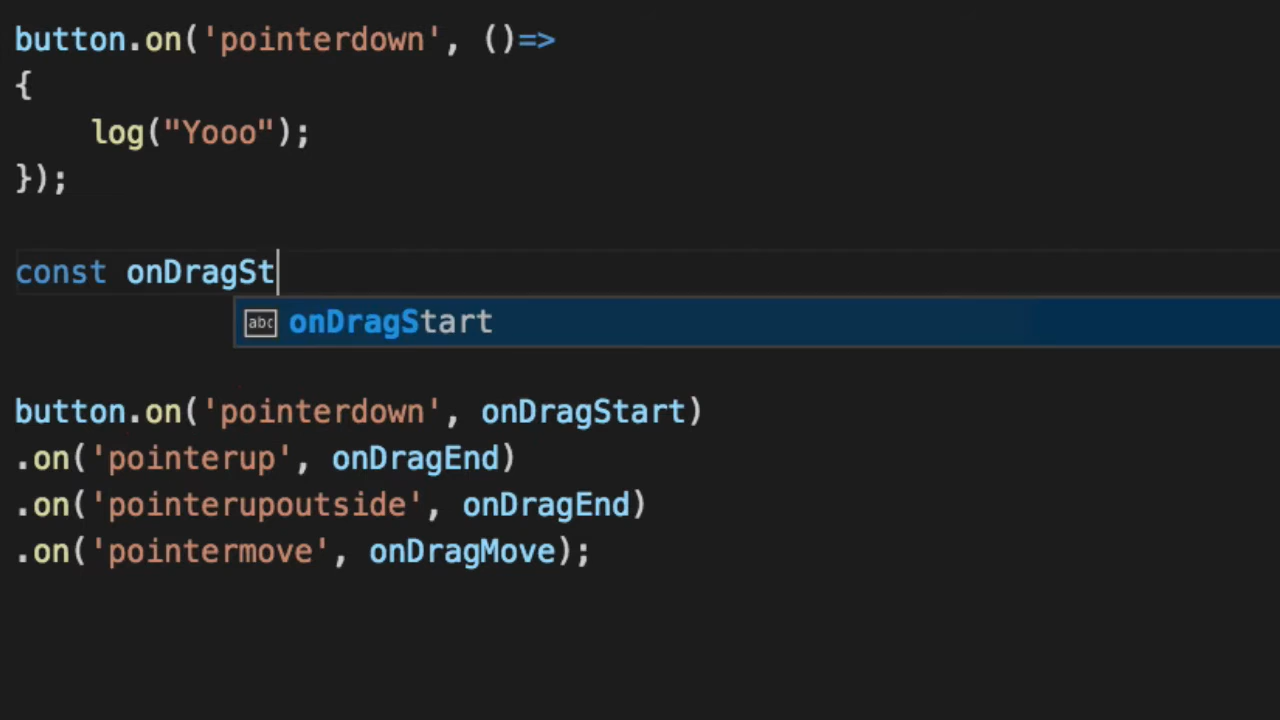 button.on('pointerdown', ()=>
{
    log("Yooo");
});
const onDragSt
abc onDragStart
button.on('pointerdown', onDragStart)
.on('pointerup', onDragEnd)
.on('pointerupoutside', onDragEnd)
.on('pointermove', onDragMove);